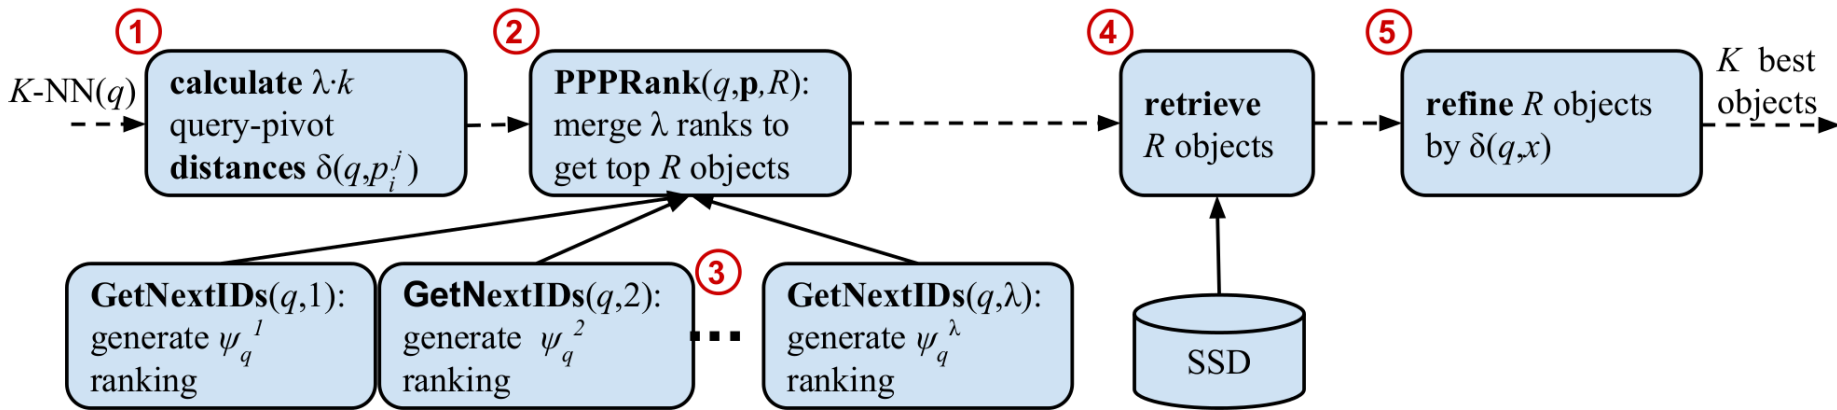 K-NN(q)
1
calculate λ·k
query-pivot
distances δ(q,p_i^j)
2
PPPRank(q,p,R):
merge λ ranks to
get top R objects
4
retrieve
R objects
5
refine R objects
by δ(q,x)
K best
objects
GetNextIDs(q,1):
generate ψ_q^1
ranking
GetNextIDs(q,2):
generate ψ_q^2
ranking
3
...
GetNextIDs(q,λ):
generate ψ_q^λ
ranking
SSD